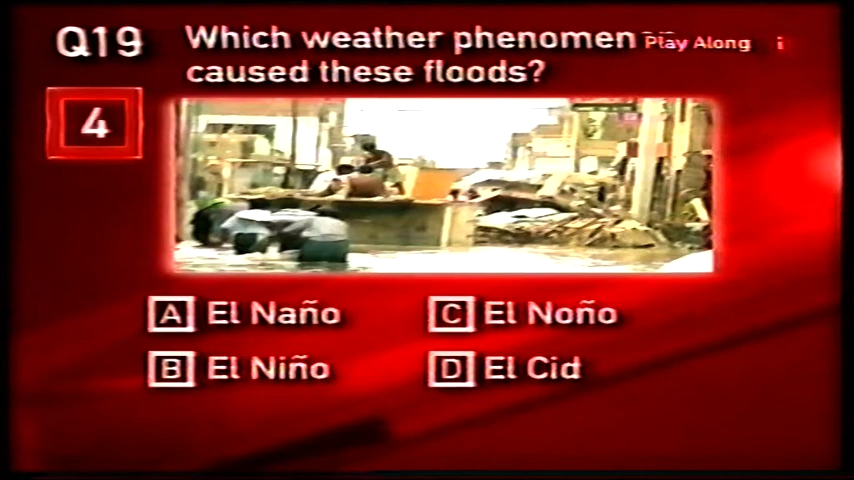 Q19
Which weather phenomen
Play Along i
caused these floods?
4
A El Naño
C El Noño
B El Niño
D El Cid